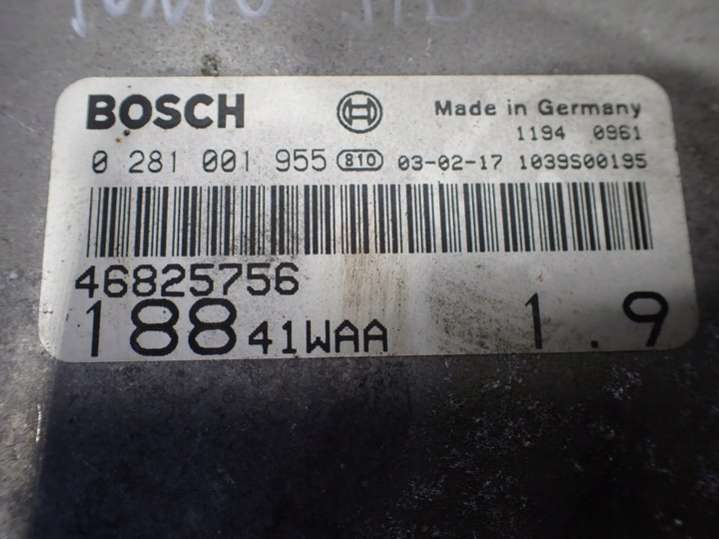 BOSCH Made in Germany
1194 0961
0 281 001 955 810 03-02-17 1039S00195
46825756
188 41WAA 1.9